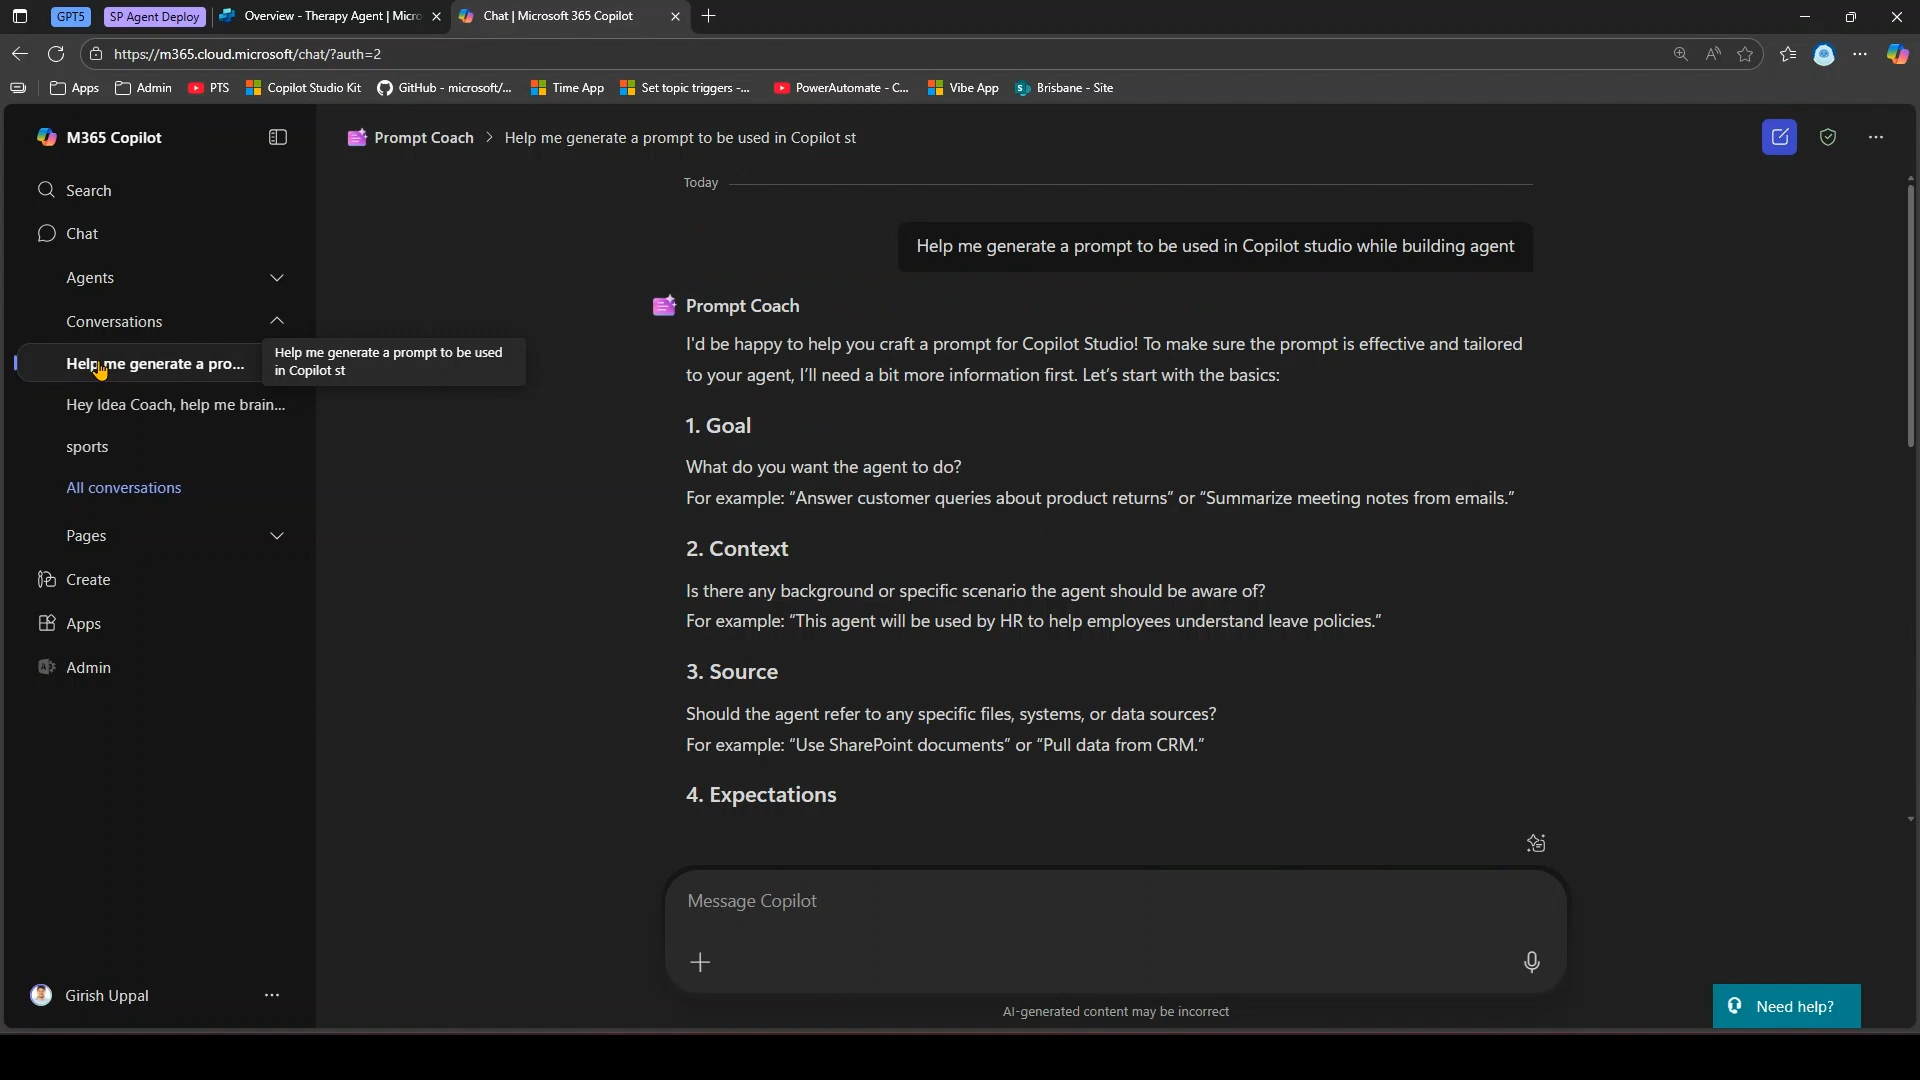 GPT5
SP Agent Deploy
Overview - Therapy Agent | Micro
Chat | Microsoft 365 Copilot
https://m365.cloud.microsoft/chat/?auth=2
Apps
Admin
PTS
Copilot Studio Kit
GitHub - microsoft/...
Time App
Set topic triggers -...
PowerAutomate - C...
Vibe App
Brisbane - Site
M365 Copilot
Search
Chat
Agents
Conversations
Help me generate a pro...
Help me generate a prompt to be used
in Copilot st
Hey Idea Coach, help me brain...
sports
All conversations
Pages
Create
Apps
Admin
Girish Uppal
Prompt Coach > Help me generate a prompt to be used in Copilot st
Today
Help me generate a prompt to be used in Copilot studio while building agent
Prompt Coach
I'd be happy to help you craft a prompt for Copilot Studio! To make sure the prompt is effective and tailored
to your agent, I'll need a bit more information first. Let's start with the basics:
1. Goal
What do you want the agent to do?
For example: “Answer customer queries about product returns” or “Summarize meeting notes from emails.”
2. Context
Is there any background or specific scenario the agent should be aware of?
For example: “This agent will be used by HR to help employees understand leave policies.”
3. Source
Should the agent refer to any specific files, systems, or data sources?
For example: “Use SharePoint documents” or “Pull data from CRM.”
4. Expectations
Message Copilot
AI-generated content may be incorrect
Need help?